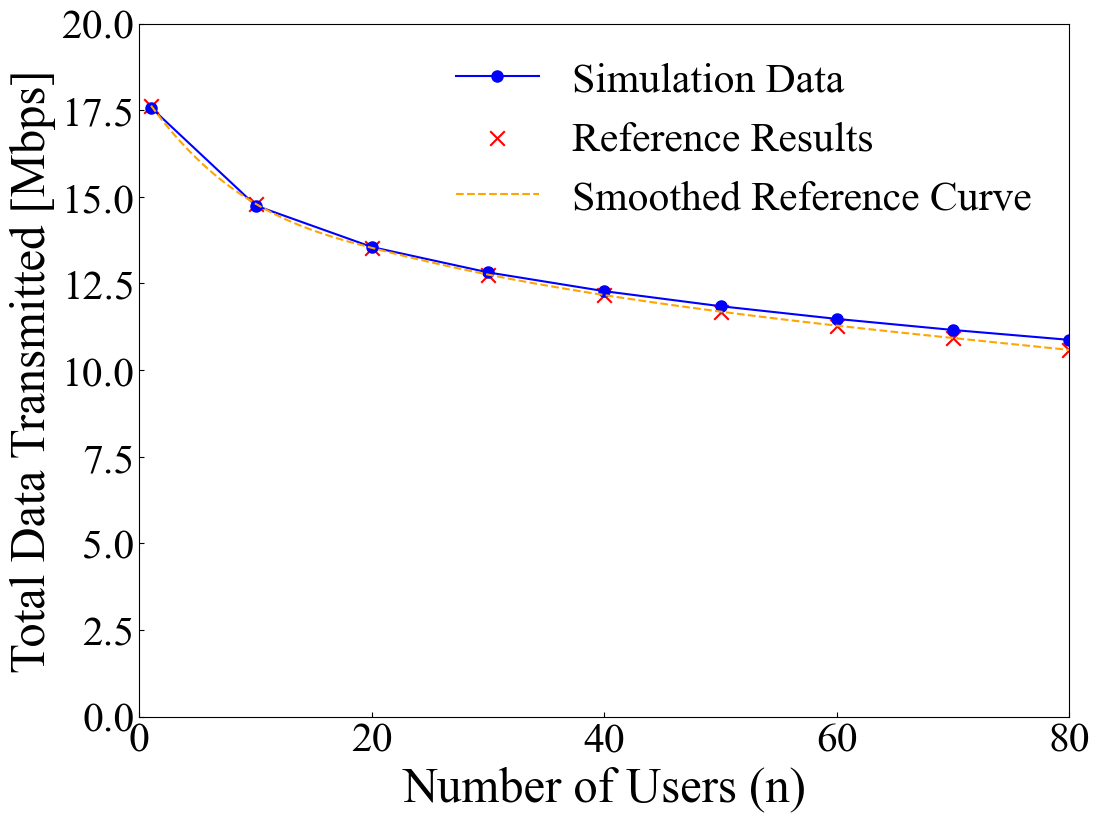 Total Data Transmitted [Mbps]
20.0
17.5
15.0
12.5
10.0
7.5
5.0
2.5
0.0
Simulation Data
Reference Results
Smoothed Reference Curve
0 20 40 60 80
Number of Users (n)